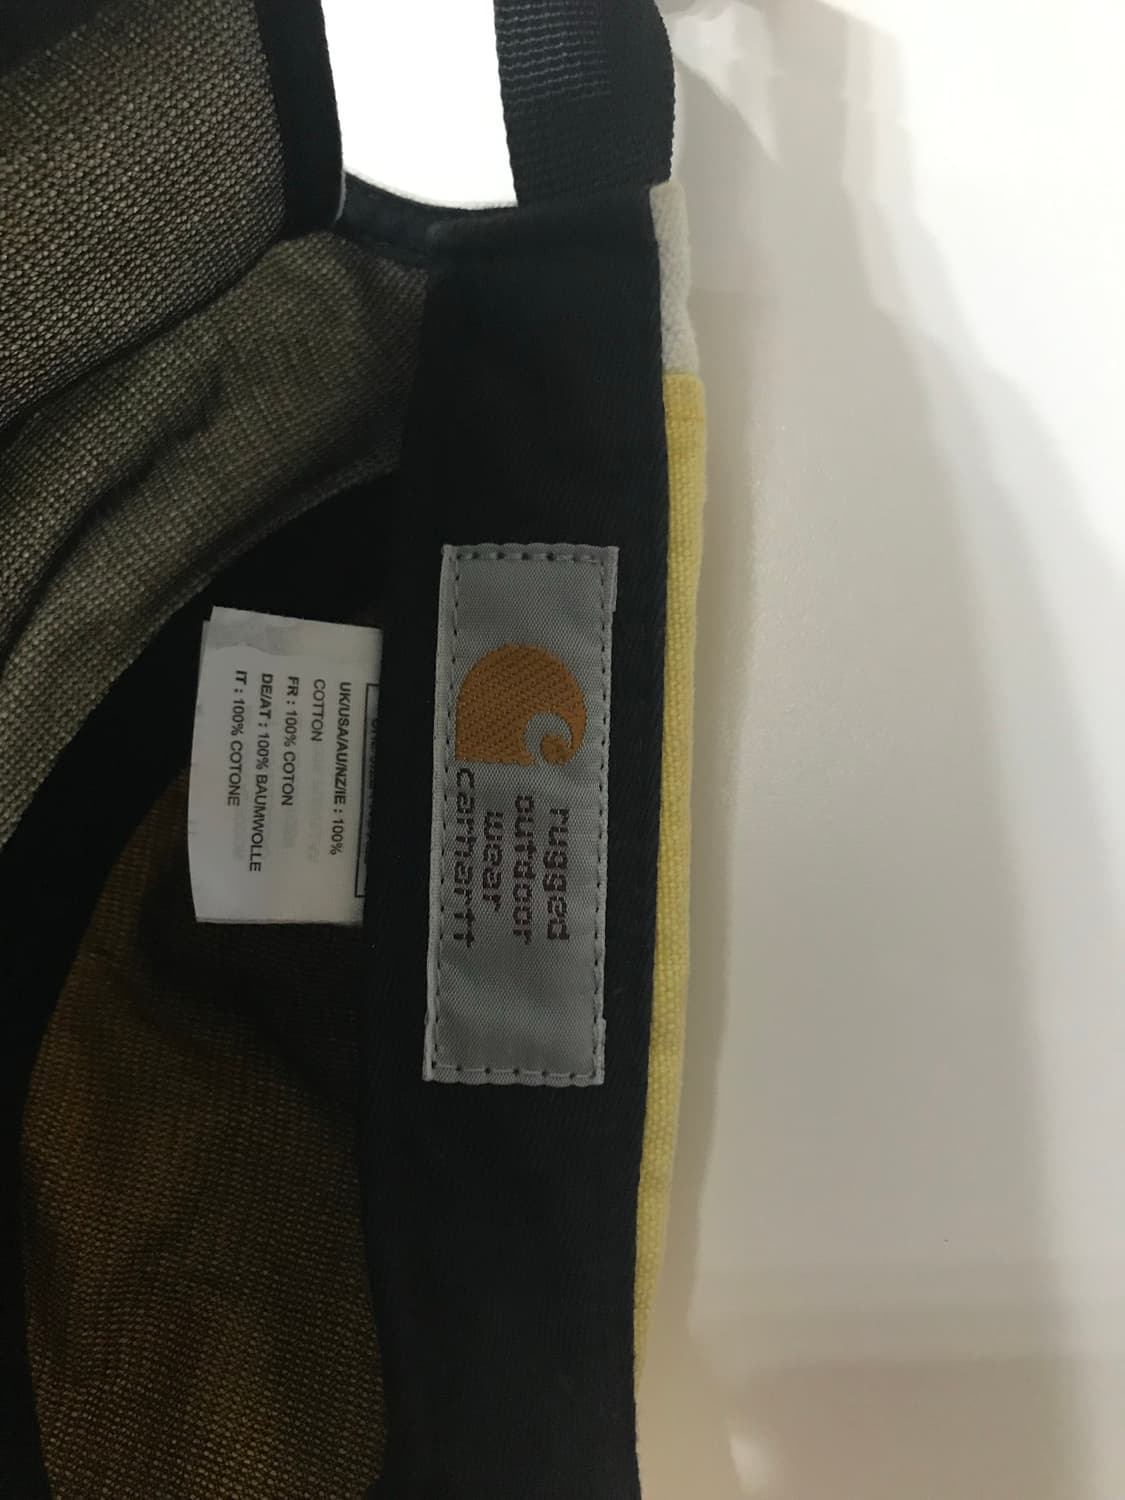 rugged
outdoor
wear
carhartt
UK/USA/AU/NZ/IE : 100%
COTTON
FR : 100% COTON
DE/AT : 100% BAUMWOLLE
IT : 100% COTONE